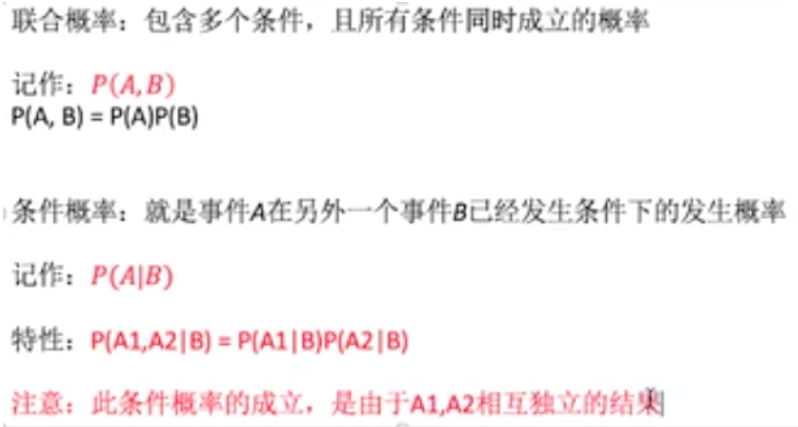 联合概率：包含多个条件，且所有条件同时成立的概率
记作：P(A,B)
P(A, B) = P(A)P(B)
条件概率：就是事件A在另外一个事件B已经发生条件下的发生概率
记作：P(A|B)
特性：P(A1,A2|B) = P(A1|B)P(A2|B)
注意：此条件概率的成立，是由于A1,A2相互独立的结果